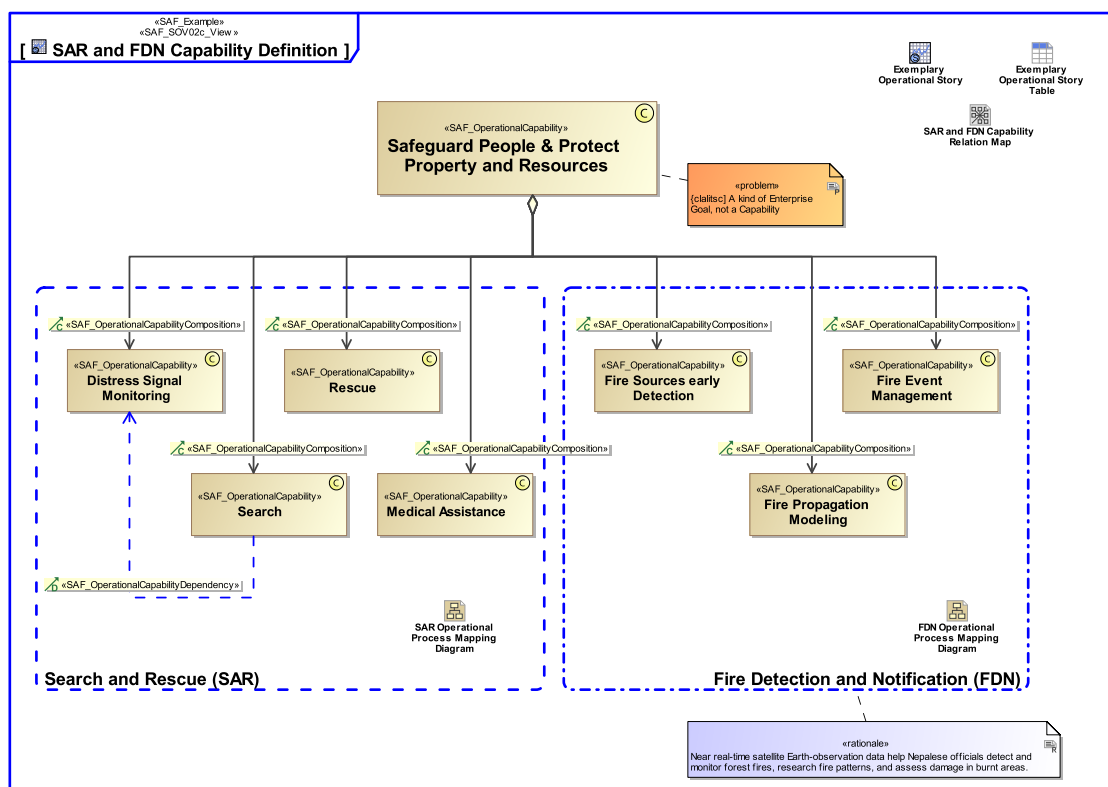 «SAF_Example»
«SAF_SOV02c_View »
[ SAR and FDN Capability Definition ]
Exemplary
Operational Story
Exemplary
Operational Story
Table
SAR and FDN Capability
Relation Map
«SAF_OperationalCapability»
Safeguard People & Protect
Property and Resources
C
«problem»
{clalitsc} A kind of Enterprise
Goal, not a Capability
P
C «SAF_OperationalCapabilityComposition»
C «SAF_OperationalCapabilityComposition»
C «SAF_OperationalCapabilityComposition»
C «SAF_OperationalCapabilityComposition»
«SAF_OperationalCapability»
Distress Signal
Monitoring
C
«SAF_OperationalCapability»
Rescue
C
«SAF_OperationalCapability»
Fire Sources early
Detection
C
«SAF_OperationalCapability»
Fire Event
Management
C
C «SAF_OperationalCapabilityComposition»
C «SAF_OperationalCapabilityComposition»
C «SAF_OperationalCapabilityComposition»
«SAF_OperationalCapability»
Search
C
«SAF_OperationalCapability»
Medical Assistance
C
«SAF_OperationalCapability»
Fire Propagation
Modeling
C
D «SAF_OperationalCapabilityDependency»
SAR Operational
Process Mapping
Diagram
FDN Operational
Process Mapping
Diagram
Search and Rescue (SAR)
Fire Detection and Notification (FDN)
«rationale»
Near real-time satellite Earth-observation data help Nepalese officials detect and
monitor forest fires, research fire patterns, and assess damage in burnt areas.
R